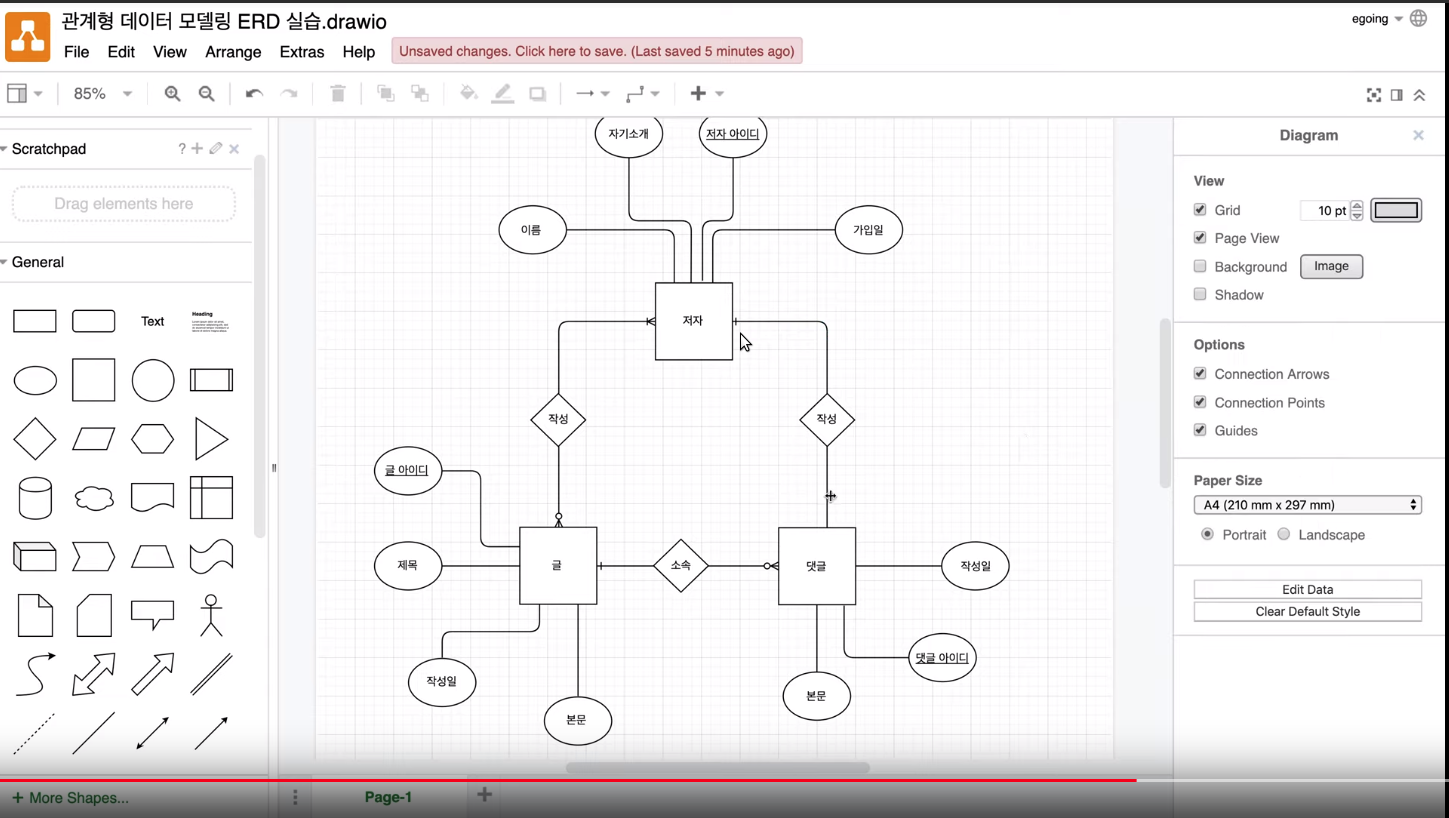 관계형 데이터 모델링 ERD 실습.drawio
egoing
File Edit View Arrange Extras Help
Unsaved changes. Click here to save. (Last saved 5 minutes ago)
85%
Scratchpad
?
Drag elements here
General
Text
Heading
자기소개
저자 아이디
이름
가입일
저자
작성
작성
글 아이디
제목
글
소속
댓글
작성일
작성일
본문
본문
댓글 아이디
Diagram
View
Grid
10 pt
Page View
Background
Image
Shadow
Options
Connection Arrows
Connection Points
Guides
Paper Size
A4 (210 mm x 297 mm)
Portrait
Landscape
Edit Data
Clear Default Style
+ More Shapes...
Page-1